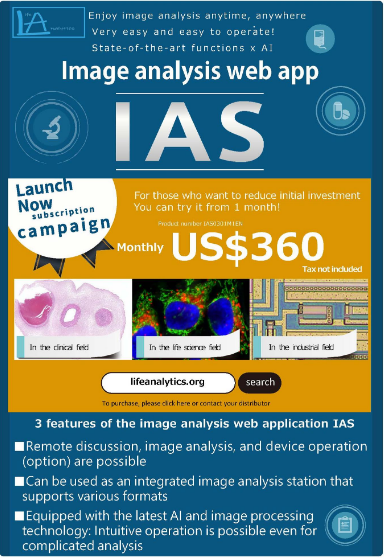 Enjoy image analysis anytime, anywhere
Very easy and easy to operate!
State-of-the-art functions x AI
Image analysis web app
IAS
Launch
Now
subscription
campaign
For those who want to reduce initial investment
You can try it from 1 month!
Product number
Monthly US$360
Tax not included
In the clinical field
In the life science field
In the industrial field
lifeanalytics.org
search
To purchase, please click here or contact your distributor
3 features of the image analysis web application IAS
■Remote discussion, image analysis, and device operation
(option) are possible
■Can be used as an integrated image analysis station that
supports various formats
■Equipped with the latest AI and image processing
technology: Intuitive operation is possible even for
complicated analysis